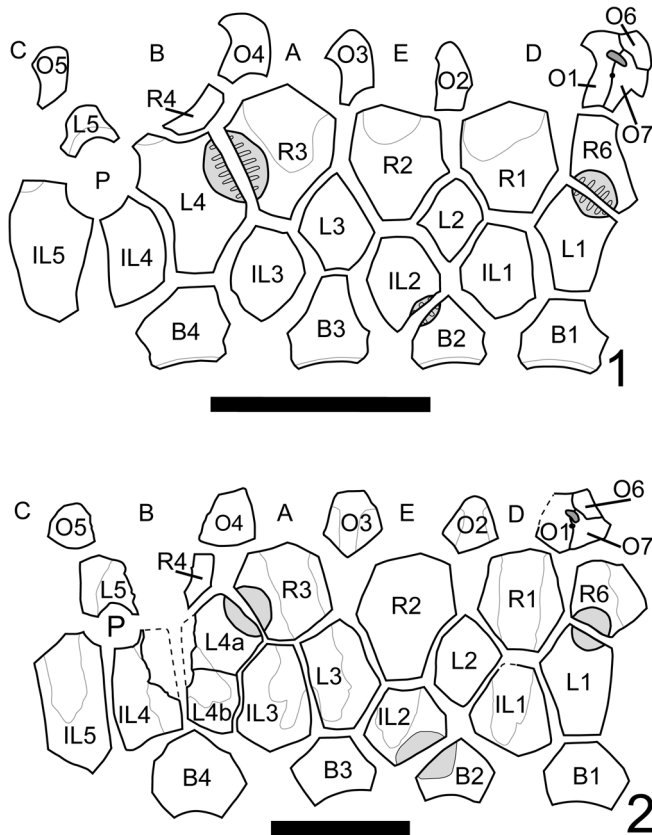 C B A E D
O6
O5 O4 O3 O2 O1
O7
R4
L5
R3 R2 R1 R6
P
L4 L3 L2 L1
IL5 IL4 IL3 IL2 IL1
B4 B3 B2 B1
1
C B A E D
O6
O5 O4 O3 O2 O1 O7
R4
L5 R3 R2 R1 R6
P
L4a L3 L2 L1
IL5 IL4 L4b IL3 IL2 IL1
B4 B3 B2 B1
2